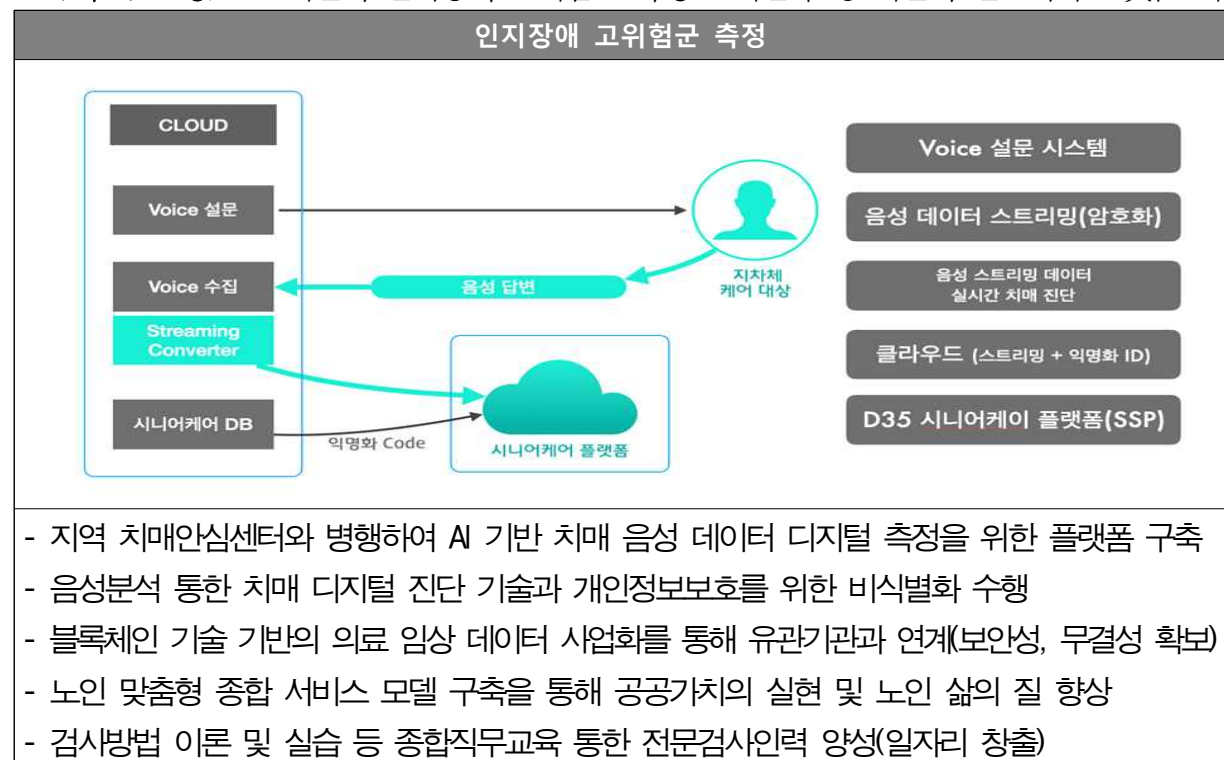 인지장애 고위험군 측정
CLOUD
Voice 설문
Voice 수집
Streaming
Converter
시니어케어 DB
음성 답변
지차체
케어 대상
익명화 Code
시니어케어 플랫폼
Voice 설문 시스템
음성 데이터 스트리밍(암호화)
음성 스트리밍 데이터
실시간 치매 진단
클라우드 (스트리밍 + 익명화 ID)
D35 시니어케이 플랫폼(SSP)
- 지역 치매안심센터와 병행하여 AI 기반 치매 음성 데이터 디지털 측정을 위한 플랫폼 구축
- 음성분석 통한 치매 디지털 진단 기술과 개인정보보호를 위한 비식별화 수행
- 블록체인 기술 기반의 의료 임상 데이터 사업화를 통해 유관기관과 연계(보안성, 무결성 확보)
- 노인 맞춤형 종합 서비스 모델 구축을 통해 공공가치의 실현 및 노인 삶의 질 향상
- 검사방법 이론 및 실습 등 종합직무교육 통한 전문검사인력 양성(일자리 창출)